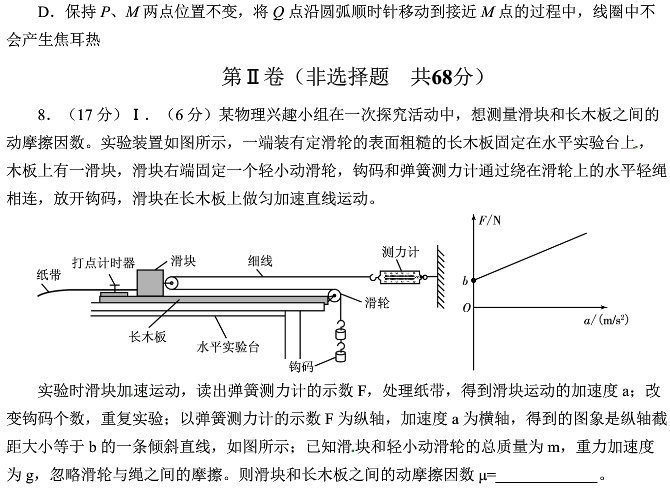 D．保持 P、M 两点位置不变，将 Q 点沿圆弧顺时针移动到接近 M 点的过程中，线圈中不
会产生焦耳热
第Ⅱ卷（非选择题 共68分）
8．（17 分）Ⅰ．（6 分）某物理兴趣小组在一次探究活动中，想测量滑块和长木板之间的
动摩擦因数。实验装置如图所示，一端装有定滑轮的表面粗糙的长木板固定在水平实验台上，
木板上有一滑块，滑块右端固定一个轻小动滑轮，钩码和弹簧测力计通过绕在滑轮上的水平轻绳
相连，放开钩码，滑块在长木板上做匀加速直线运动。
纸带
打点计时器
滑块
细线
测力计
滑轮
长木板
水平实验台
钩码
F/N
b
O
a/(m/s²)
实验时滑块加速运动，读出弹簧测力计的示数 F，处理纸带，得到滑块运动的加速度 a；改
变钩码个数，重复实验；以弹簧测力计的示数 F 为纵轴，加速度 a 为横轴，得到的图象是纵轴截
距大小等于 b 的一条倾斜直线，如图所示；已知滑块和轻小动滑轮的总质量为 m，重力加速度
为 g，忽略滑轮与绳之间的摩擦。则滑块和长木板之间的动摩擦因数 μ=______________。